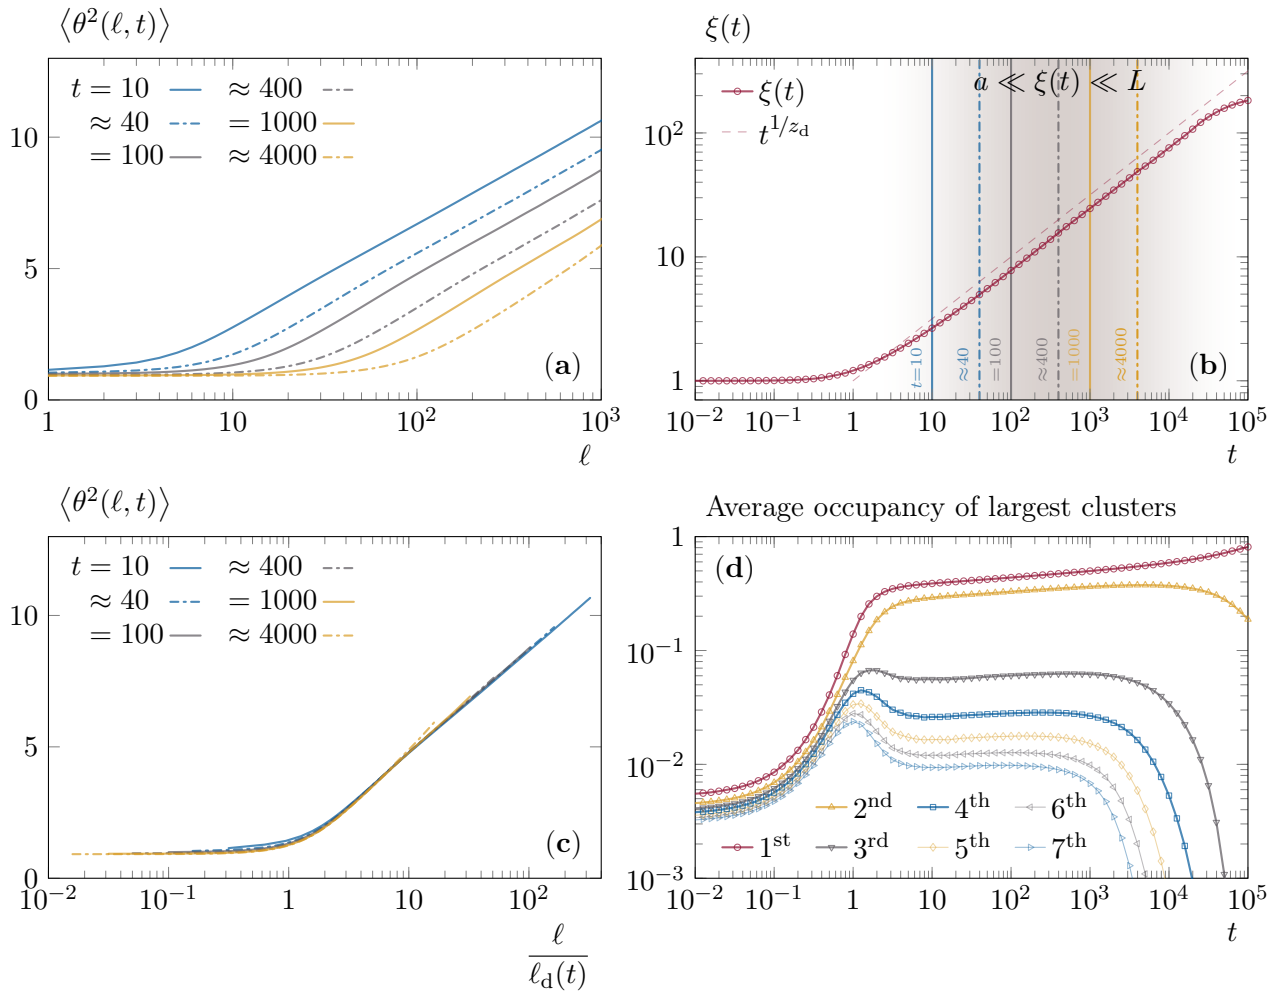 ⟨θ²(ℓ, t)⟩
t = 10
≈ 400
≈ 40
= 1000
= 100
≈ 4000
10
5
0
(a)
1
10
10²
10³
ℓ
ξ(t)
a ≪ ξ(t) ≪ L
ξ(t)
t^{1/z_d}
10²
10
1
t=10
≈40
=100
≈400
=1000
≈4000
(b)
10⁻²
10⁻¹
1
10
10²
10³
10⁴
10⁵
t
⟨θ²(ℓ, t)⟩
t = 10
≈ 400
≈ 40
= 1000
= 100
≈ 4000
10
5
0
(c)
10⁻²
10⁻¹
1
10
10²
ℓ
ℓ_d(t)
Average occupancy of largest clusters
(d)
1
10⁻¹
10⁻²
10⁻³
2nd
4th
6th
1st
3rd
5th
7th
10⁻²
10⁻¹
1
10
10²
10³
10⁴
10⁵
t